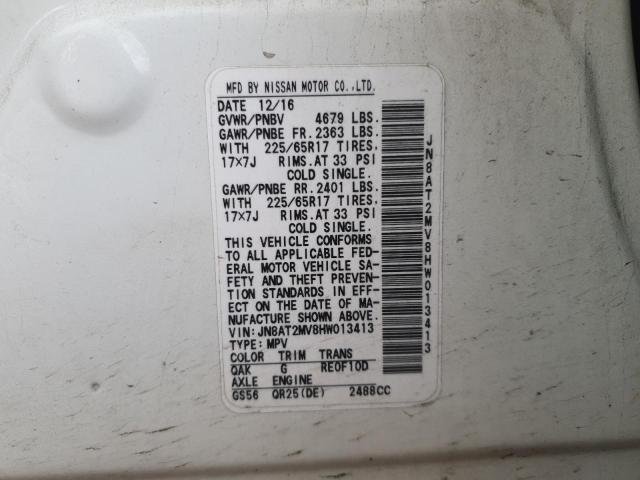 MFD BY NISSAN MOTOR CO.,LTD.
DATE 12/16
GVWR/PNBV 4679 LBS.
GAWR/PNBE FR. 2363 LBS.
WITH 225/65R17 TIRES,
17×7J RIMS.AT 33 PSI
COLD SINGLE.
GAWR/PNBE RR. 2401 LBS.
WITH 225/65R17 TIRES,
17×7J RIMS.AT 33 PSI
COLD SINGLE.
THIS VEHICLE CONFORMS
TO ALL APPLICABLE FED-
ERAL MOTOR VEHICLE SA-
FETY AND THEFT PREVEN-
TION STANDARDS IN EFF-
ECT ON THE DATE OF MA-
NUFACTURE SHOWN ABOVE.
VIN:JN8AT2MV8HW013413
TYPE:MPV
COLOR TRIM TRANS
QAK G RE0F10D
AXLE ENGINE
GS56 QR25(DE) 2488CC
JN8AT2MV8HW013413